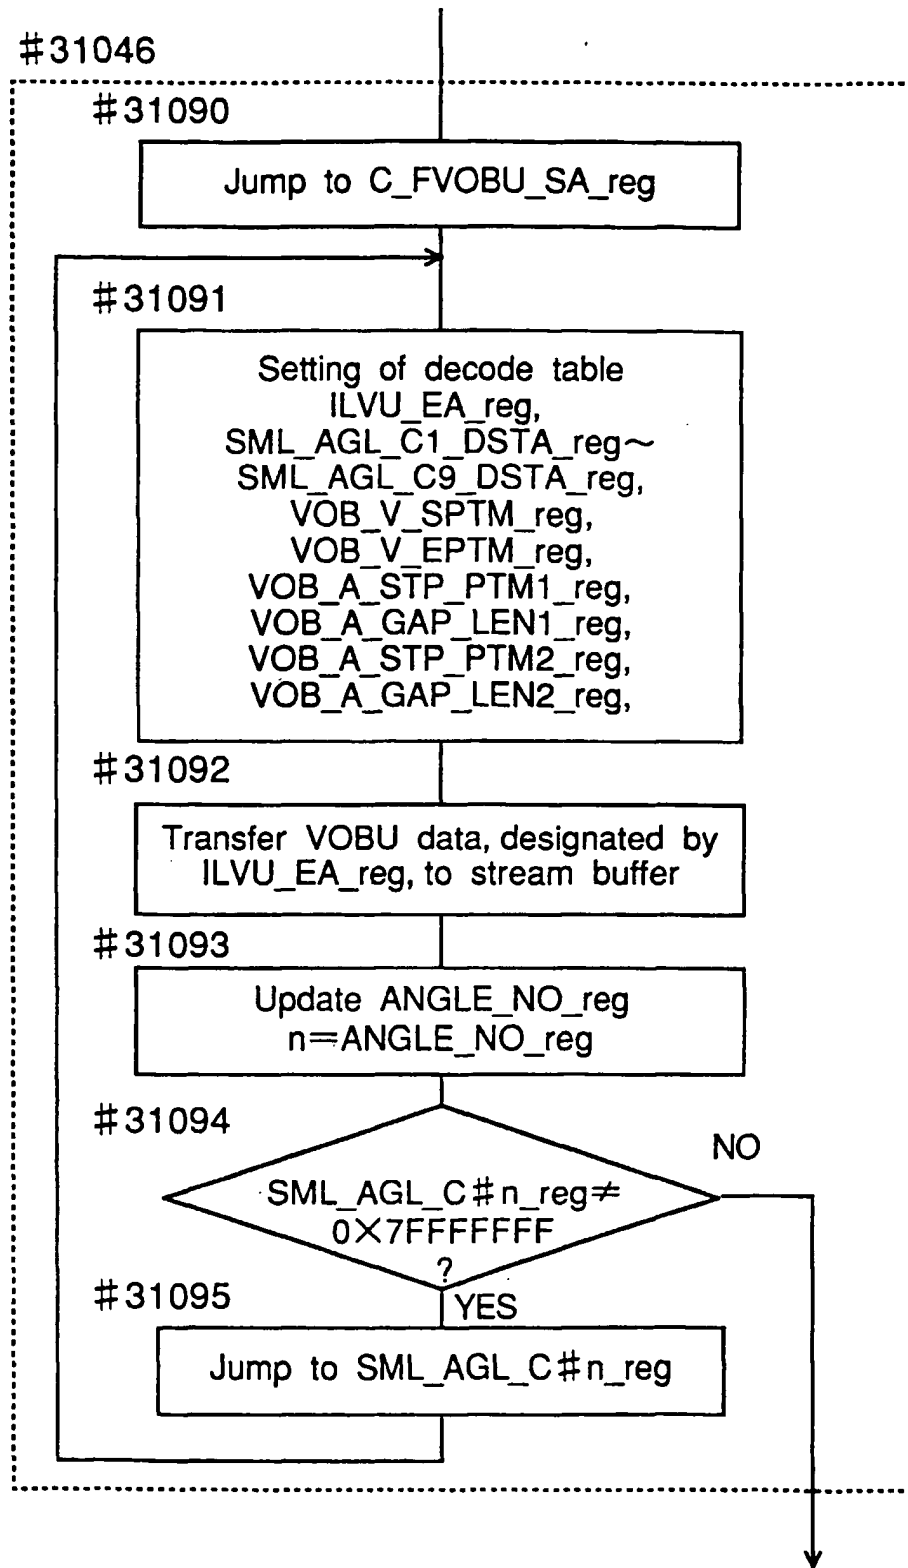 #31046
#31090
Jump to C_FVOBU_SA_reg
#31091
Setting of decode table
ILVU_EA_reg,
SML_AGL_C1_DSTA_reg~
SML_AGL_C9_DSTA_reg,
VOB_V_SPTM_reg,
VOB_V_EPTM_reg,
VOB_A_STP_PTM1_reg,
VOB_A_GAP_LEN1_reg,
VOB_A_STP_PTM2_reg,
VOB_A_GAP_LEN2_reg,
#31092
Transfer VOBU data, designated by
ILVU_EA_reg, to stream buffer
#31093
Update ANGLE_NO_reg
n=ANGLE_NO_reg
#31094
NO
SML_AGL_C#n_reg≠
0×7FFFFFFF
?
#31095
YES
Jump to SML_AGL_C#n_reg